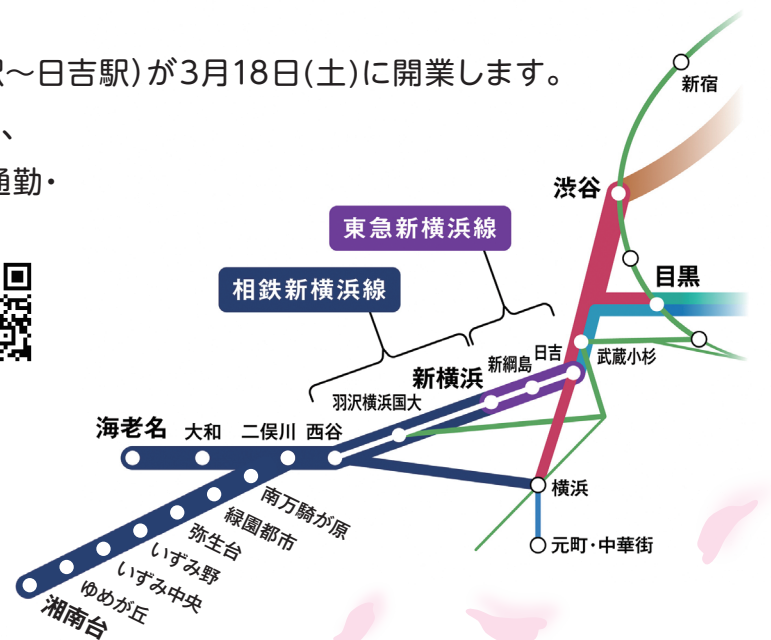 ～日吉駅)が3月18日(土)に開業します。
、
通勤・
新宿
渋谷
東急新横浜線
目黒
相鉄新横浜線
日吉
武蔵小杉
新綱島
新横浜
羽沢横浜国大
海老名
大和
二俣川
西谷
横浜
南万騎が原
緑園都市
弥生台
いずみ野
いずみ中央
ゆめが丘
湘南台
元町・中華街